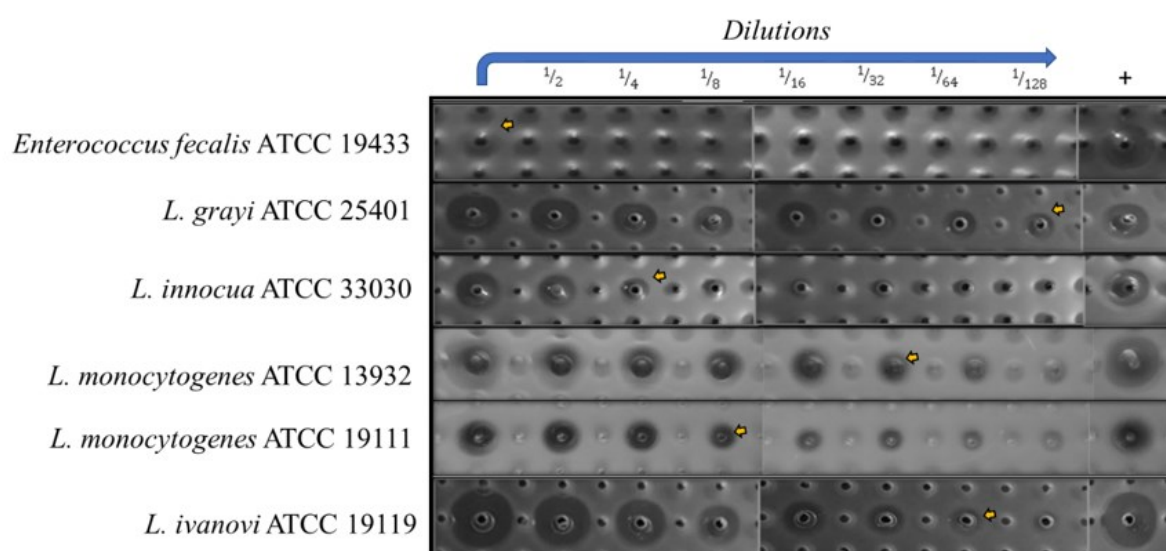 Dilutions
1/2 1/4 1/8 1/16 1/32 1/64 1/128 +
Enterococcus fecalis ATCC 19433
L. grayi ATCC 25401
L. innocua ATCC 33030
L. monocytogenes ATCC 13932
L. monocytogenes ATCC 19111
L. ivanovi ATCC 19119